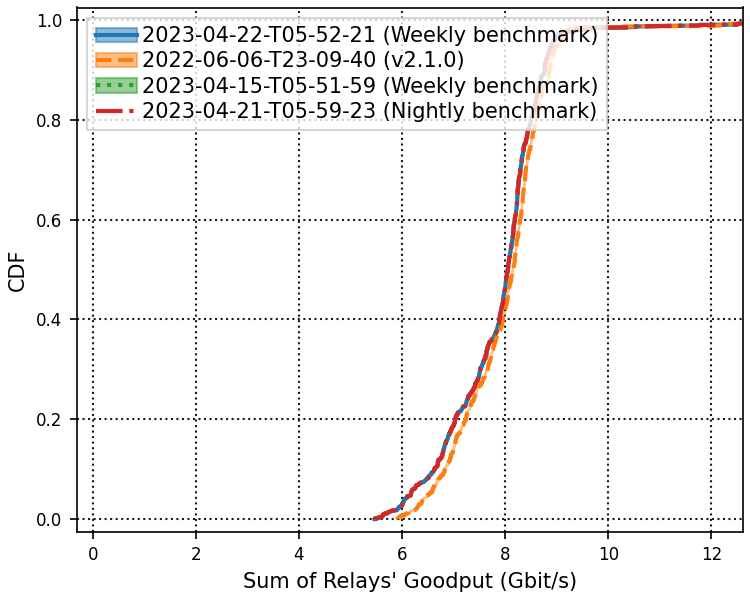 2023-04-22-T05-52-21 (Weekly benchmark)
2022-06-06-T23-09-40 (v2.1.0)
2023-04-15-T05-51-59 (Weekly benchmark)
2023-04-21-T05-59-23 (Nightly benchmark)
1.0
0.8
0.6
0.4
0.2
0.0
CDF
0 2 4 6 8 10 12
Sum of Relays' Goodput (Gbit/s)